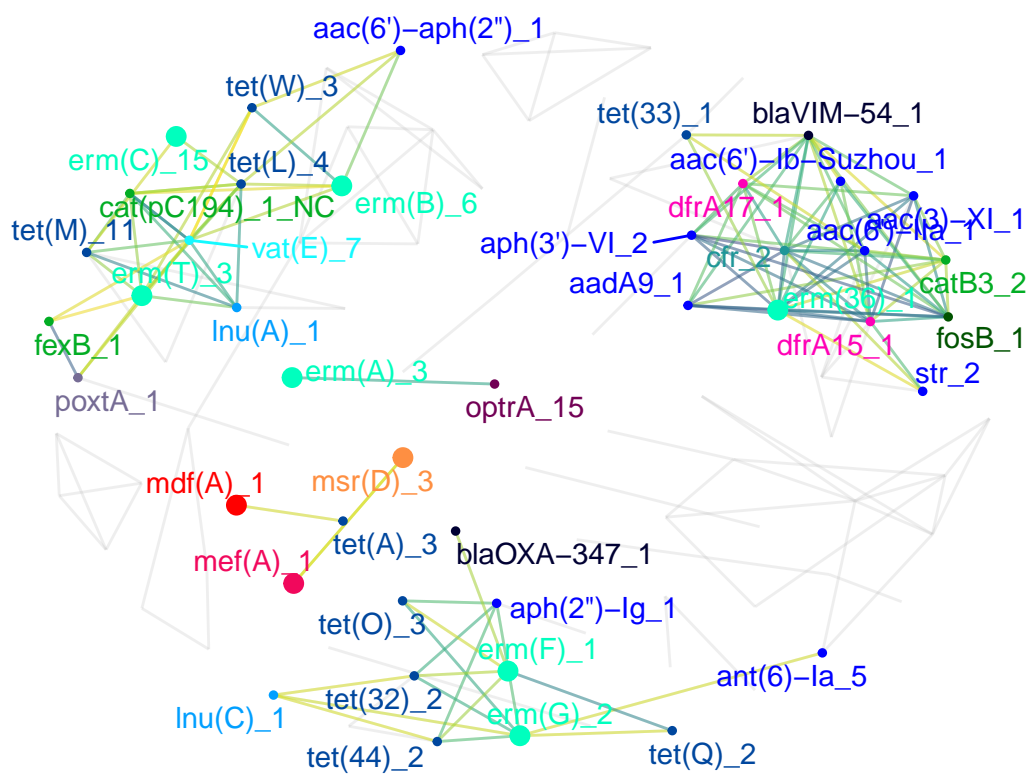 aac(6')−aph(2")_1
tet(W)_3
tet(33)_1
blaVIM−54_1
erm(C)_15
tet(L)_4
aac(6')−Ib−Suzhou_1
cat(pC194)_1_NC
erm(B)_6
dfrA17_1
aac(3)−XI_1
tet(M)_11
vat(E)_7
aph(3')−VI_2
cfr_2
aac(6')−IIa_1
erm(T)_3
aadA9_1
erm(36)_1
catB3_2
fexB_1
lnu(A)_1
dfrA15_1
fosB_1
poxtA_1
erm(A)_3
optrA_15
str_2
mdf(A)_1
msr(D)_3
tet(A)_3
mef(A)_1
blaOXA−347_1
tet(O)_3
aph(2")−Ig_1
erm(F)_1
ant(6)−Ia_5
lnu(C)_1
tet(32)_2
erm(G)_2
tet(44)_2
tet(Q)_2